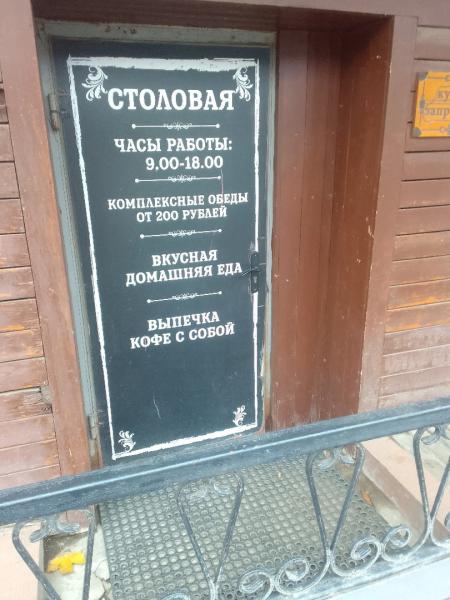 СТОЛОВАЯ
ЧАСЫ РАБОТЫ:
9.00-18.00
КОМПЛЕКСНЫЕ ОБЕДЫ
ОТ 200 РУБЛЕЙ
ВКУСНАЯ
ДОМАШНЯЯ ЕДА
ВЫПЕЧКА
КОФЕ С СОБОЙ